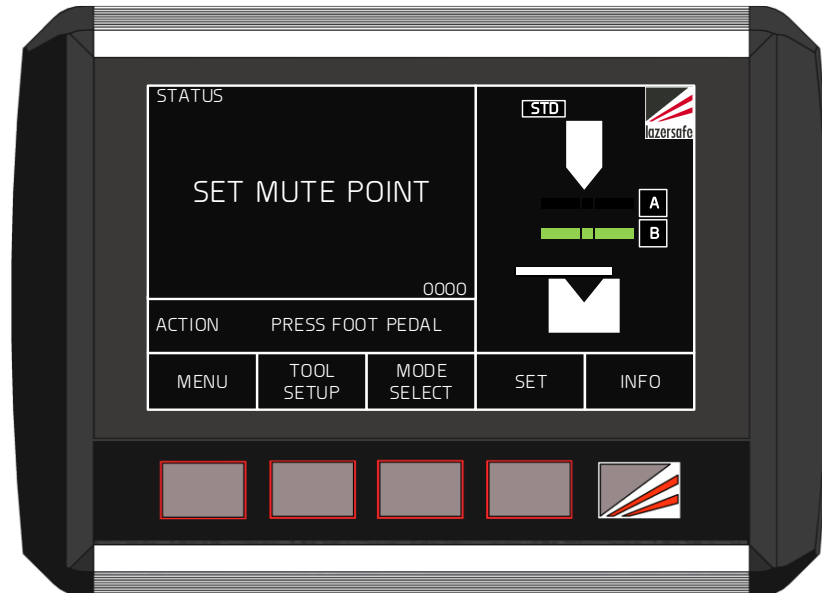 STATUS
STD
lazersafe
SET MUTE POINT
A
B
0000
ACTION PRESS FOOT PEDAL
MENU
TOOL
SETUP
MODE
SELECT
SET
INFO